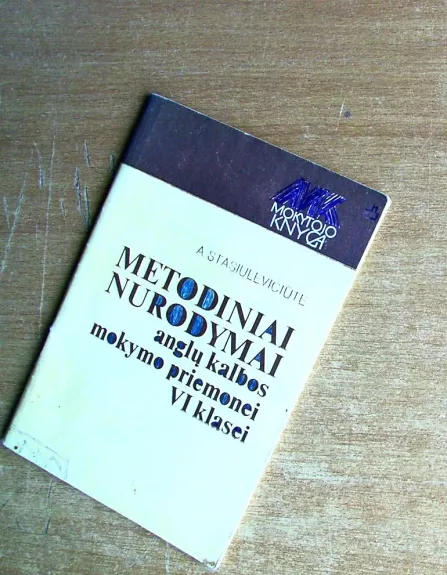 MOKYTOJO
KNYGA
A. STASIULEVIČIŪTĖ
METODINIAI
NURODYMAI
anglų kalbos
mokymo priemonei
VI klasei